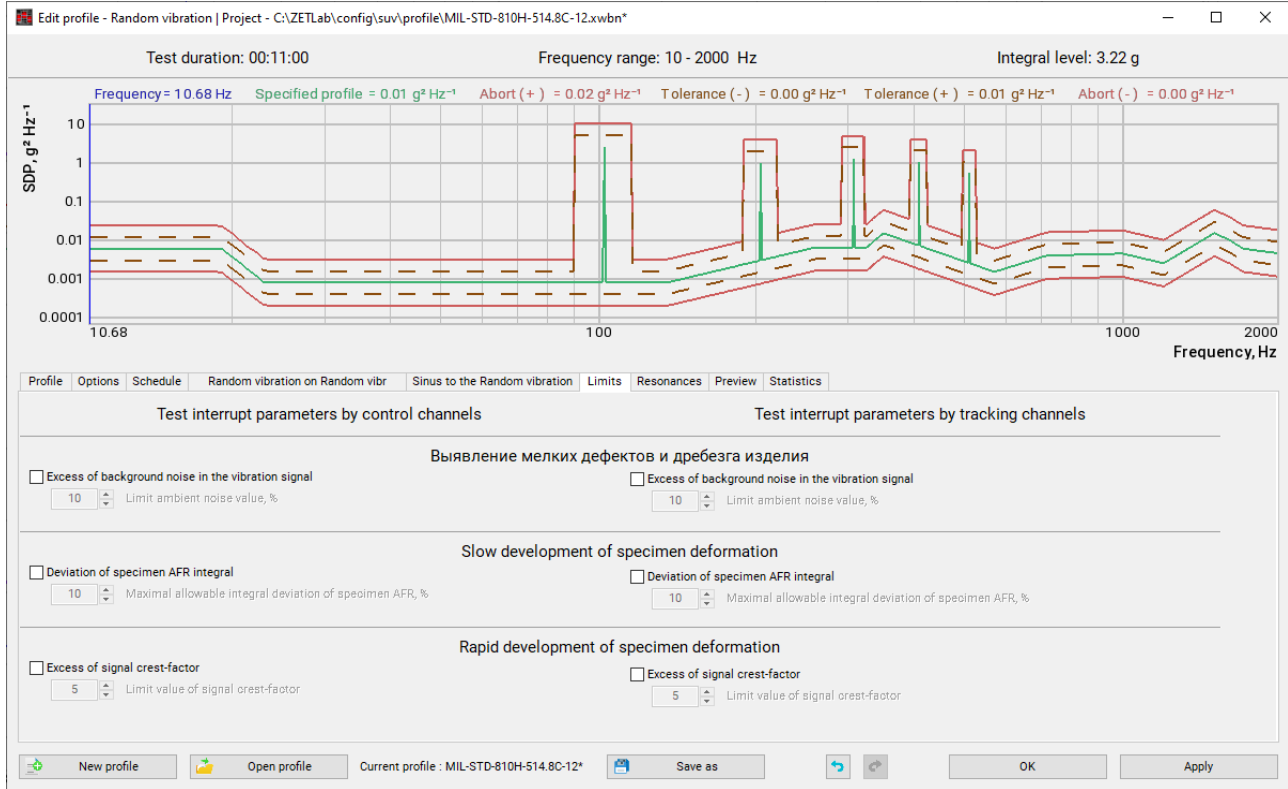 Edit profile - Random vibration | Project - C:\ZETLab\config\suv\profile\MIL-STD-810H-514.8C-12.xwbn*
Test duration: 00:11:00 Frequency range: 10 - 2000 Hz Integral level: 3.22 g
Frequency = 10.68 Hz Specified profile = 0.01 g² Hz⁻¹ Abort (+) = 0.02 g² Hz⁻¹ Tolerance (-) = 0.00 g² Hz⁻¹ Tolerance (+) = 0.01 g² Hz⁻¹ Abort (-) = 0.00 g² Hz⁻¹
SDP, g² Hz⁻¹
10
1
0.1
0.01
0.001
0.0001
10.68 100 1000 2000
Frequency, Hz
Profile Options Schedule Random vibration on Random vibr Sinus to the Random vibration Limits Resonances Preview Statistics
Test interrupt parameters by control channels Test interrupt parameters by tracking channels
Выявление мелких дефектов и дребезга изделия
Excess of background noise in the vibration signal Excess of background noise in the vibration signal
10 Limit ambient noise value, % 10 Limit ambient noise value, %
Slow development of specimen deformation
Deviation of specimen AFR integral Deviation of specimen AFR integral
10 Maximal allowable integral deviation of specimen AFR, % 10 Maximal allowable integral deviation of specimen AFR, %
Rapid development of specimen deformation
Excess of signal crest-factor Excess of signal crest-factor
5 Limit value of signal crest-factor 5 Limit value of signal crest-factor
New profile Open profile Current profile : MIL-STD-810H-514.8C-12* Save as OK Apply